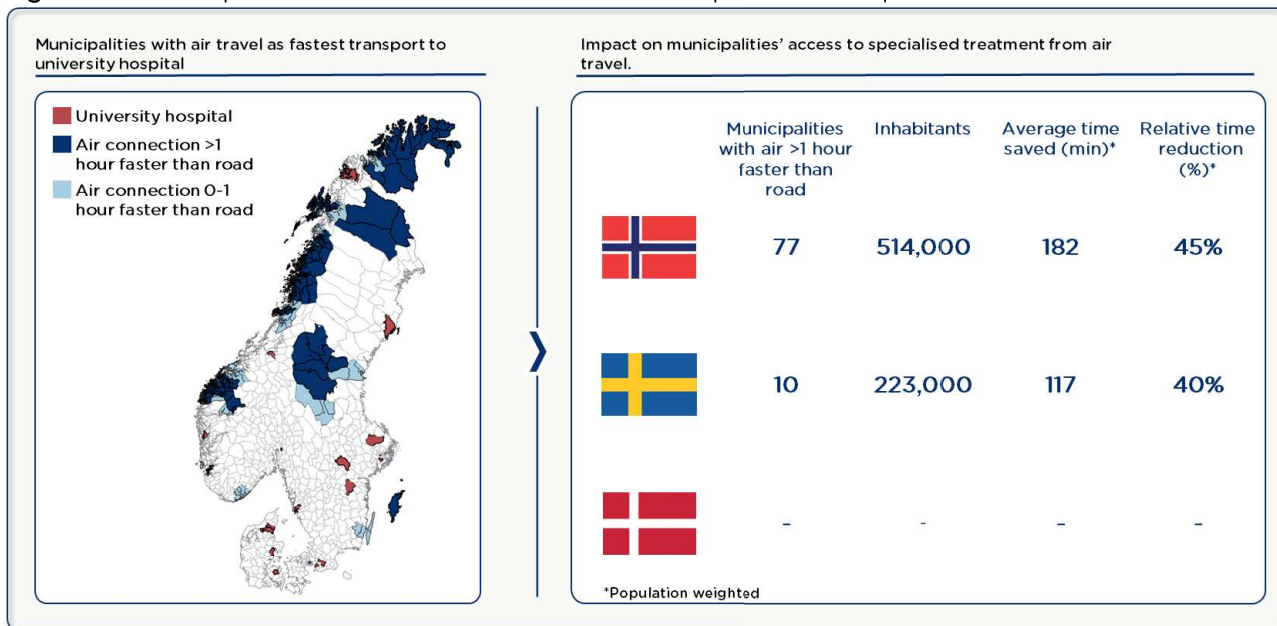 Municipalities with air travel as fastest transport to
university hospital
University hospital
Air connection >1
hour faster than road
Air connection 0-1
hour faster than road
Impact on municipalities' access to specialised treatment from air
travel.
Municipalities
with air >1 hour
faster than
road
Inhabitants
Average time
saved (min)*
Relative time
reduction
(%)*
77
514,000
182
45%
10
223,000
117
40%
-
-
-
-
*Population weighted